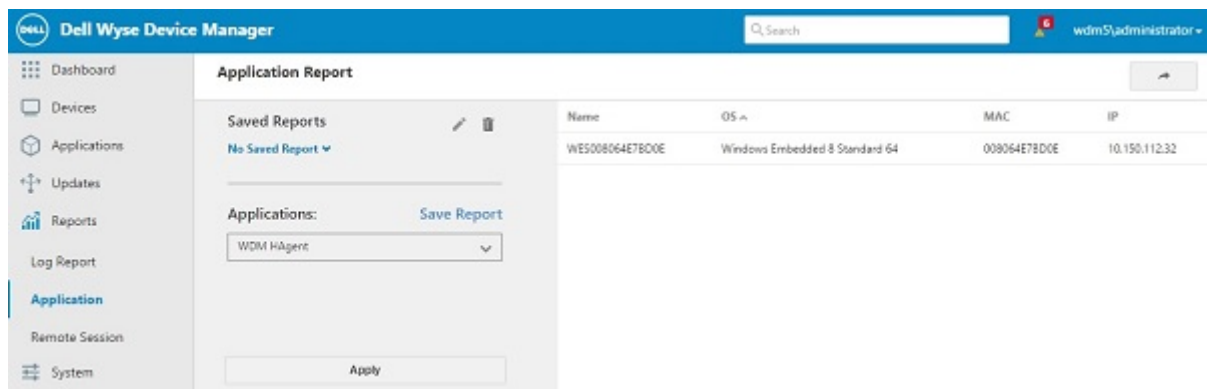 DELL
Dell Wyse Device Manager
Search
6
wdm5\administrator
Dashboard
Devices
Applications
Updates
Reports
Log Report
Application
Remote Session
System
Application Report
Saved Reports
No Saved Report
Applications:
Save Report
WDM HAgent
Apply
Name OS MAC IP
WES008064E7BD0E Windows Embedded 8 Standard 64 008064E7BD0E 10.150.112.32